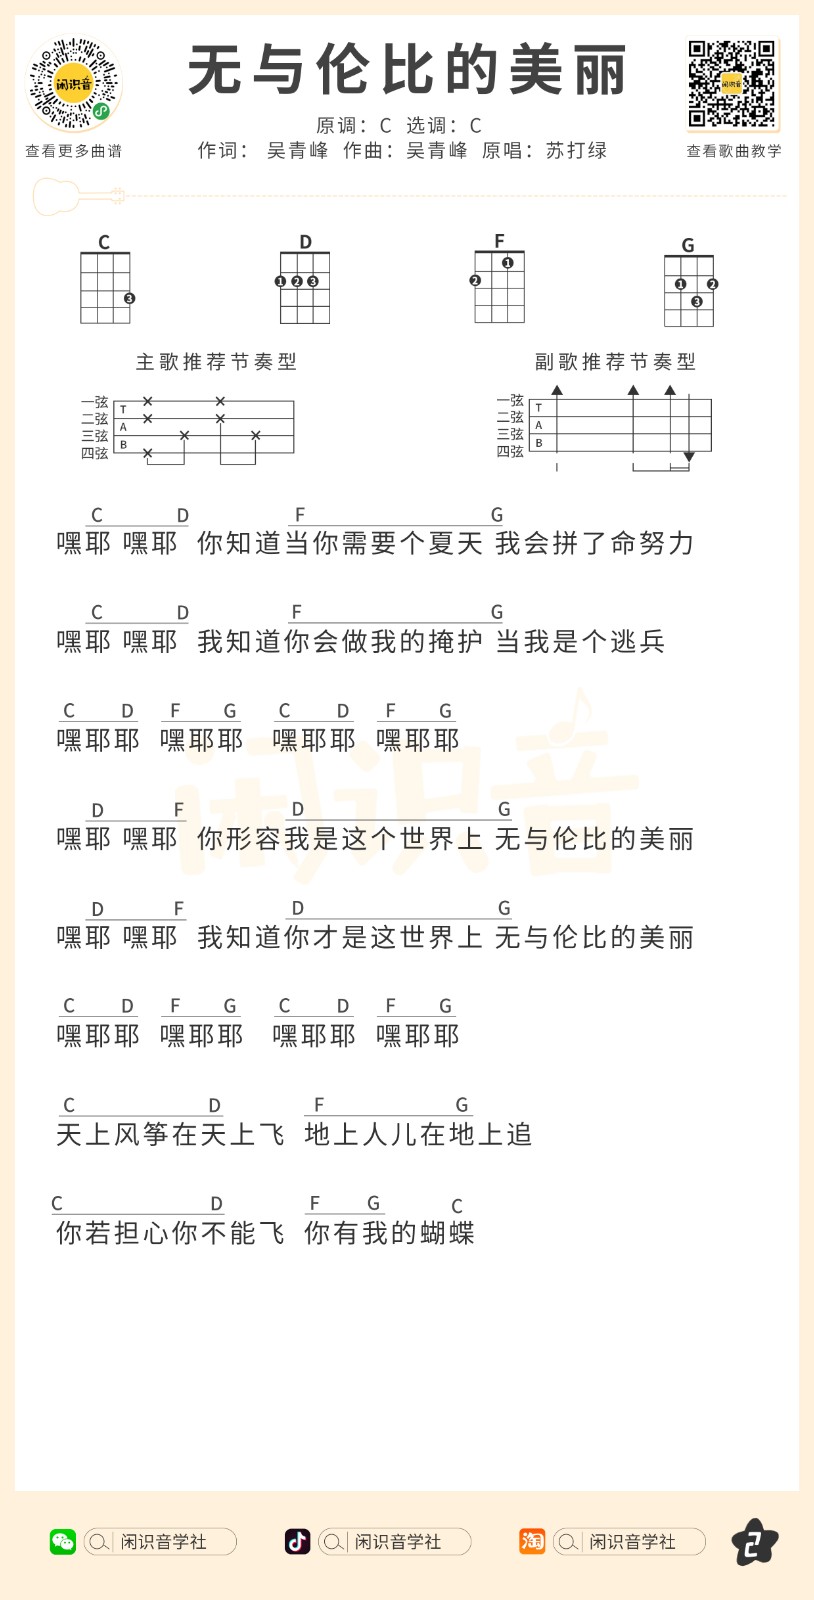 闲识音
查看更多曲谱
无与伦比的美丽
原调：C 选调：C
作词： 吴青峰 作曲：吴青峰 原唱：苏打绿
闲识音
查看歌曲教学
C D F G
3
1 2 3
1 2
1 2 3
主歌推荐节奏型 副歌推荐节奏型
一弦
二弦
三弦
四弦
T
A
B
一弦
二弦
三弦
四弦
T
A
B
C D F G
嘿耶 嘿耶 你知道当你需要个夏天 我会拼了命努力
C D F G
嘿耶 嘿耶 我知道你会做我的掩护 当我是个逃兵
C D F G C D F G
嘿耶耶 嘿耶耶 嘿耶耶 嘿耶耶
闲识音
D F D G
嘿耶 嘿耶 你形容我是这个世界上 无与伦比的美丽
D F D G
嘿耶 嘿耶 我知道你才是这世界上 无与伦比的美丽
C D F G C D F G
嘿耶耶 嘿耶耶 嘿耶耶 嘿耶耶
C D F G
天上风筝在天上飞 地上人儿在地上追
C D F G C
你若担心你不能飞 你有我的蝴蝶
闲识音学社
闲识音学社
淘 闲识音学社
2